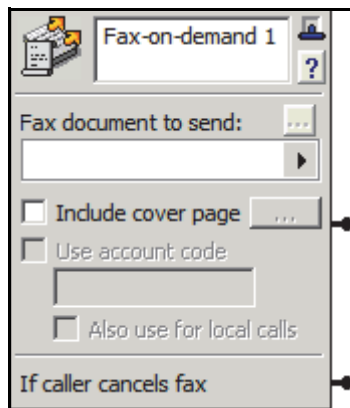 Fax-on-demand 1
?
Fax document to send:
...
Include cover page ...
Use account code
Also use for local calls
If caller cancels fax